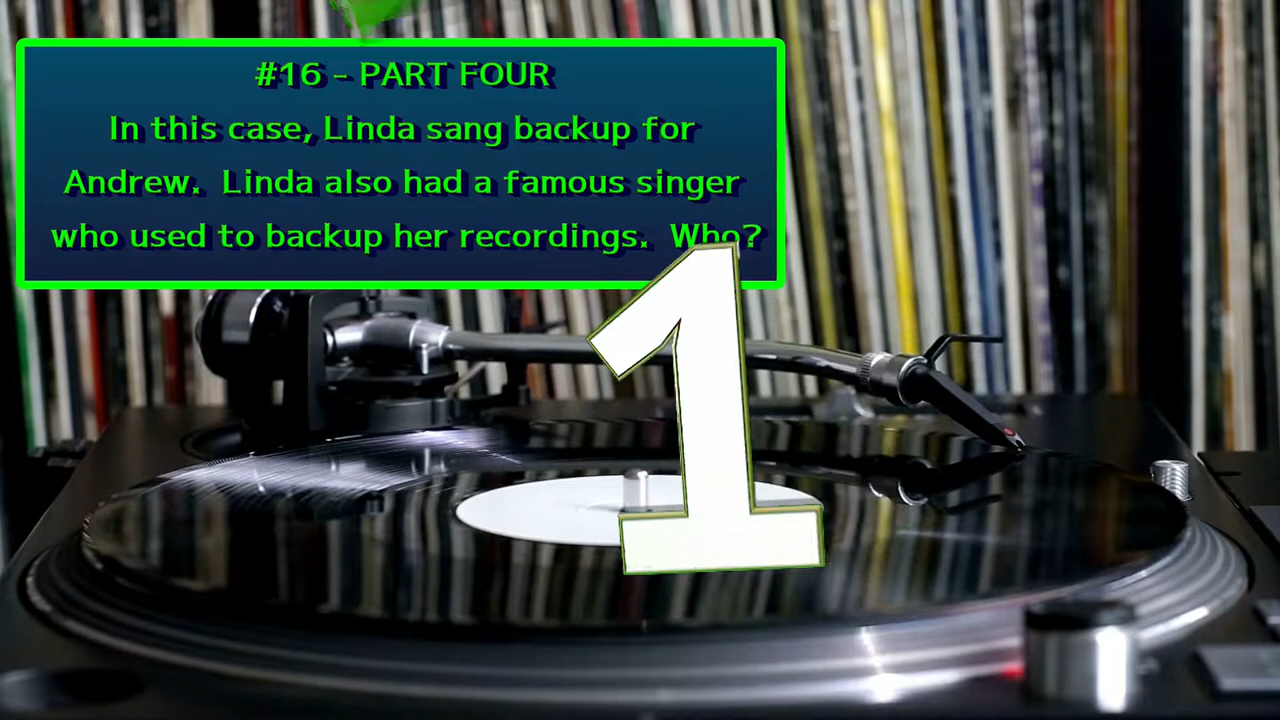 #16 - PART FOUR
In this case, Linda sang backup for
Andrew. Linda also had a famous singer
who used to backup her recordings. Who?
1